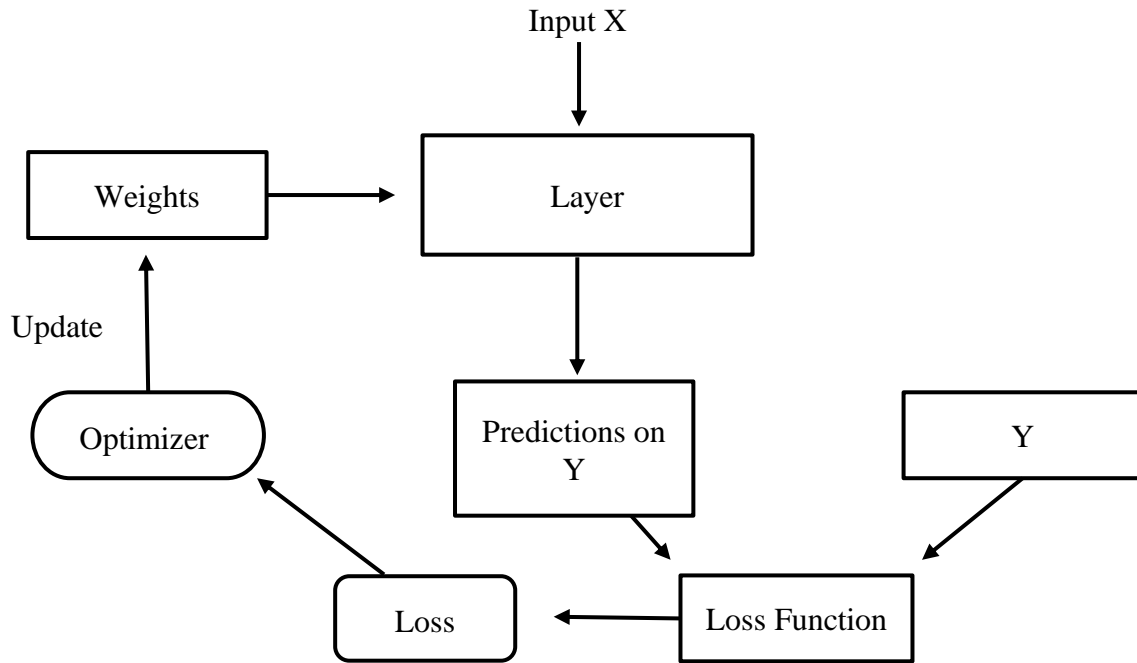 Input X
Weights
Layer
Update
Optimizer
Predictions on
Y
Y
Loss
Loss Function